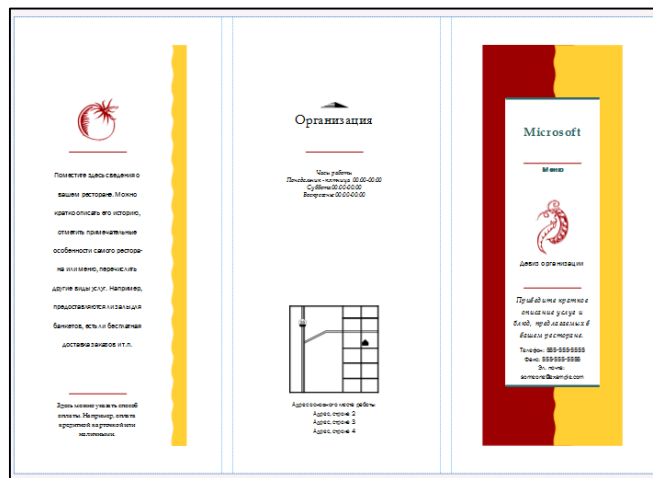 Поместите здесь сведения о
вашем ресторане. Можно
кратко описать его историю,
отметить примечательные
особенности самого рестора-
на или меню, перечислить
другие виды услуг. Например,
предоставляются ли залы для
банкетов, есть ли бесплатная
доставка заказов и т.п.
Здесь можно указать способ
оплаты. Например, оплата
кредитной карточкой или
наличными.
Организация
Часы работы
Понедельник - пятница 00:00-00:00
Суббота 00:00-00:00
Воскресенье 00:00-00:00
Адрес основного места работы
Адрес, строка 2
Адрес, строка 3
Адрес, строка 4
Microsoft
Меню
Девиз организации
Приведите краткое
описание услуг и
блюд, предлагаемых в
вашем ресторане.
Телефон: 555-555-5555
Факс: 555-555-5555
Эл. почта:
someone@example.com